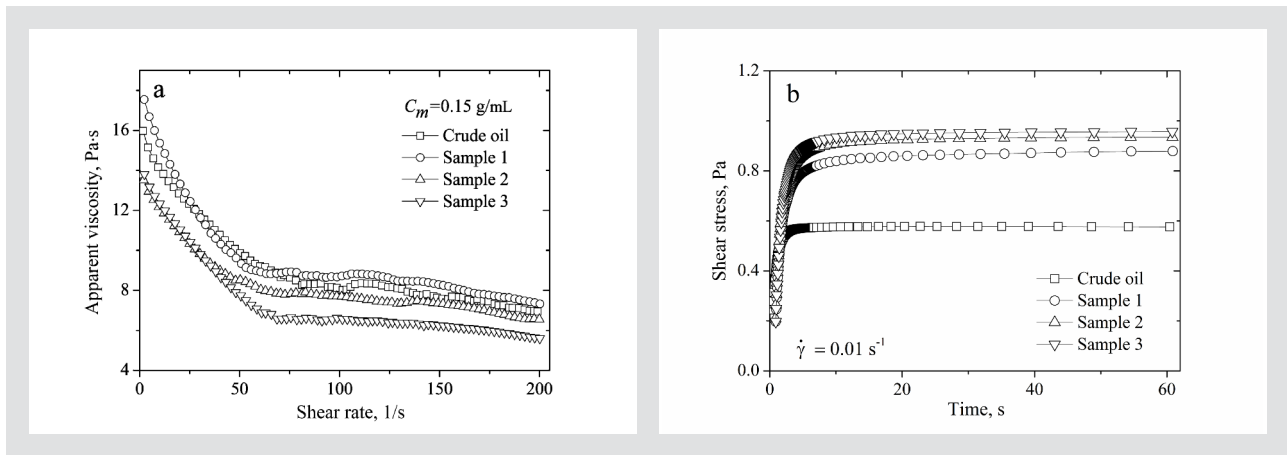 a
C_m=0.15 g/mL
Crude oil
Sample 1
Sample 2
Sample 3
Apparent viscosity, Pa·s
16
12
8
4
0
50
100
150
200
Shear rate, 1/s
b
1.2
0.8
0.4
0.0
Shear stress, Pa
Crude oil
Sample 1
Sample 2
Sample 3
γ̇ = 0.01 s⁻¹
0
20
40
60
Time, s